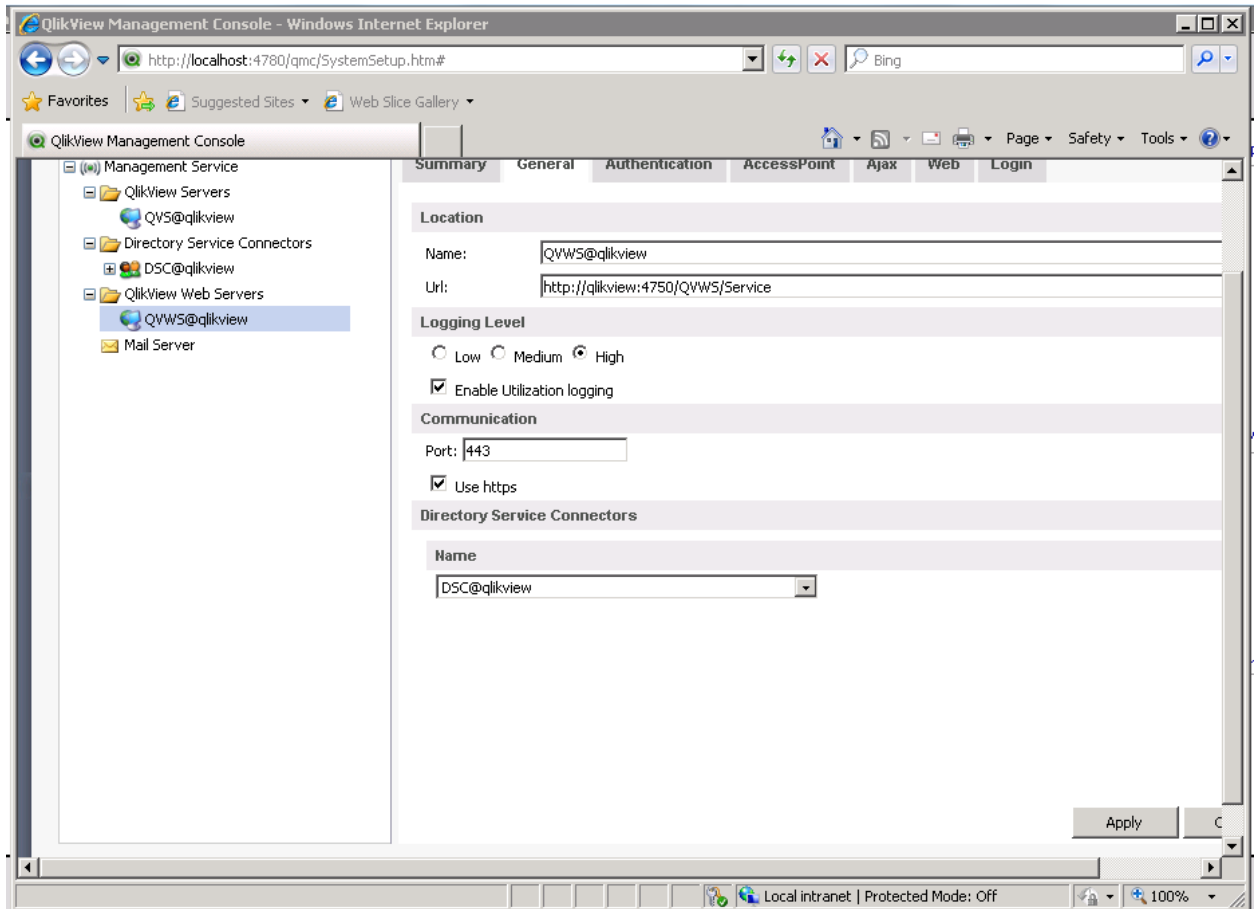 QlikView Management Console - Windows Internet Explorer
http://localhost:4780/qmc/SystemSetup.htm#
Bing
Favorites Suggested Sites Web Slice Gallery
QlikView Management Console Page Safety Tools
Management Service
QlikView Servers
QVS@qlikview
Directory Service Connectors
DSC@qlikview
QlikView Web Servers
QVWS@qlikview
Mail Server
Summary General Authentication AccessPoint Ajax Web Login
Location
Name: QVWS@qlikview
Url: http://qlikview:4750/QVWS/Service
Logging Level
Low Medium High
Enable Utilization logging
Communication
Port: 443
Use https
Directory Service Connectors
Name
DSC@qlikview
Apply
Local intranet | Protected Mode: Off 100%